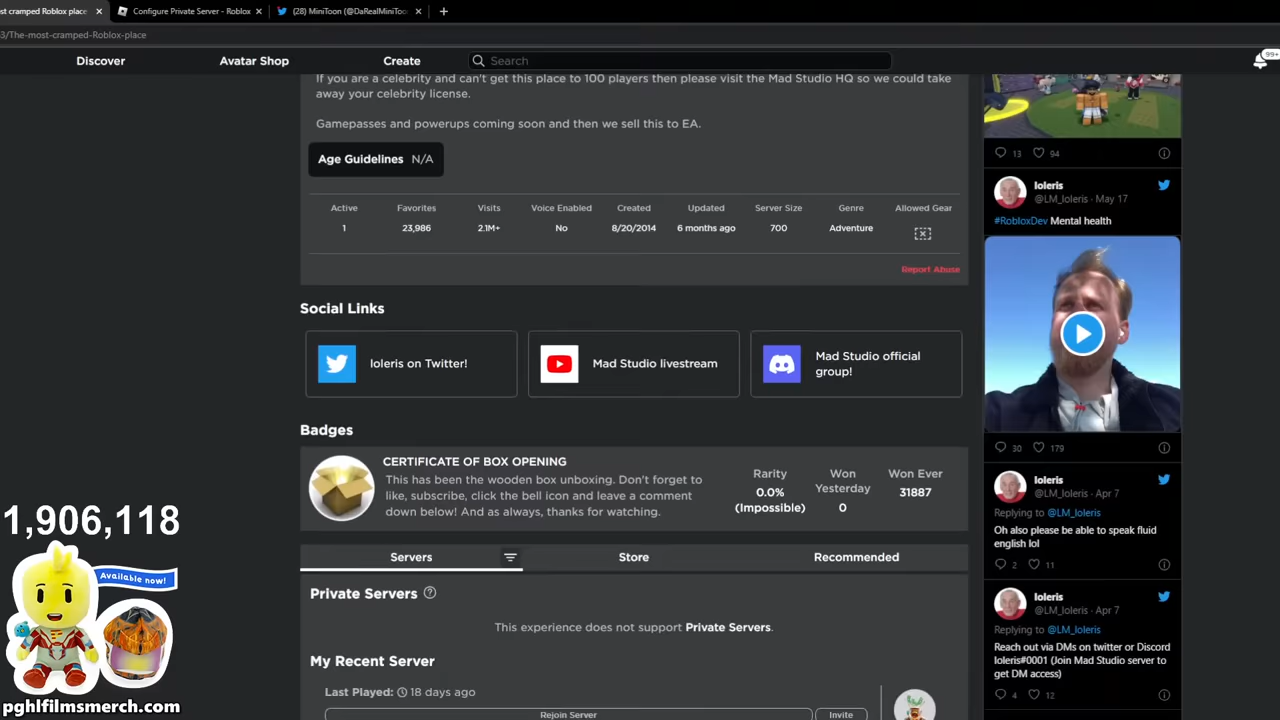 st cramped Roblox place
Configure Private Server - Roblox
(28) MiniToon (@DaRealMiniToo
3/The-most-cramped-Roblox-place
Discover
Avatar Shop
Create
Search
99+
If you are a celebrity and can't get this place to 100 players then please visit the Mad Studio HQ so we could take
away your celebrity license.
Gamepasses and powerups coming soon and then we sell this to EA.
Age Guidelines N/A
Active Favorites Visits Voice Enabled Created Updated Server Size Genre Allowed Gear
1 23,986 2.1M+ No 8/20/2014 6 months ago 700 Adventure
Report Abuse
Social Links
loleris on Twitter!
Mad Studio livestream
Mad Studio official
group!
Badges
CERTIFICATE OF BOX OPENING
This has been the wooden box unboxing. Don't forget to
like, subscribe, click the bell icon and leave a comment
down below! And as always, thanks for watching.
Rarity
0.0%
(Impossible)
Won
Yesterday
0
Won Ever
31887
Servers
Store
Recommended
Private Servers
This experience does not support Private Servers.
My Recent Server
Last Played: 18 days ago
Rejoin Server
Invite
13 94
loleris
@LM_loleris · May 17
#RobloxDev Mental health
30 179
loleris
@LM_loleris · Apr 7
Replying to @LM_loleris
Oh also please be able to speak fluid
english lol
2 11
loleris
@LM_loleris · Apr 7
Replying to @LM_loleris
Reach out via DMs on twitter or Discord
loleris#0001 (Join Mad Studio server to
get DM access)
4 12
1,906,118
Available now!
pghlfilmsmerch.com